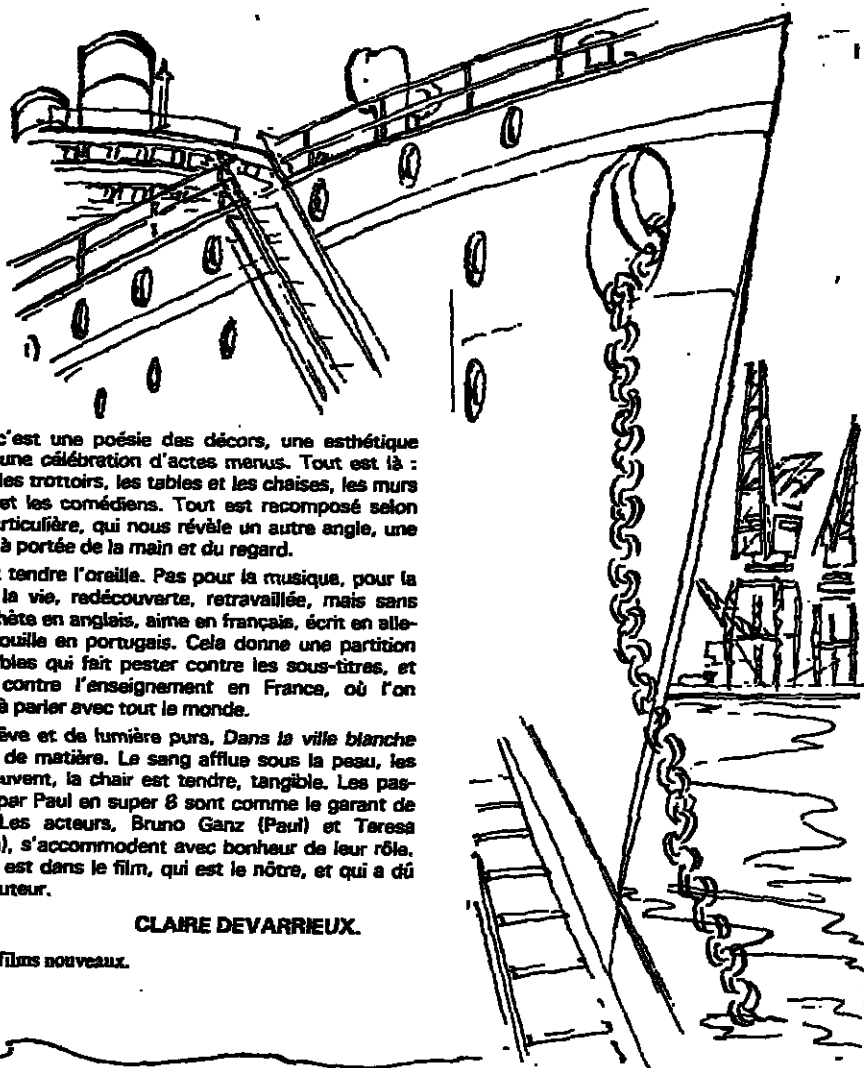 c'est une poésie des décors, une esthétique
une célébration d'actes menus. Tout est là :
les trottoirs, les tables et les chaises, les murs
et les comédiens. Tout est recomposé selon
rticulière, qui nous révèle un autre angle, une
à portée de la main et du regard.
tendre l'oreille. Pas pour la musique, pour la
la vie, redécouverte, retravaillée, mais sans
hète en anglais, aime en français, écrit en alle-
ouille en portugais. Cela donne une partition
bles qui fait pester contre les sous-titres, et
contre l'enseignement en France, où l'on
à parler avec tout le monde.
êve et de lumière pure, Dans la ville blanche
de matière. Le sang afflue sous la peau, les
uvent, la chair est tendre, tangible. Les pas-
par Paul en super 8 sont comme le garant de
Les acteurs, Bruno Ganz (Paul) et Teresa
), s'accommodent avec bonheur de leur rôle.
est dans le film, qui est le nôtre, et qui a dû
uteur.
CLAIRE DEVARRIEUX.
films nouveaux.